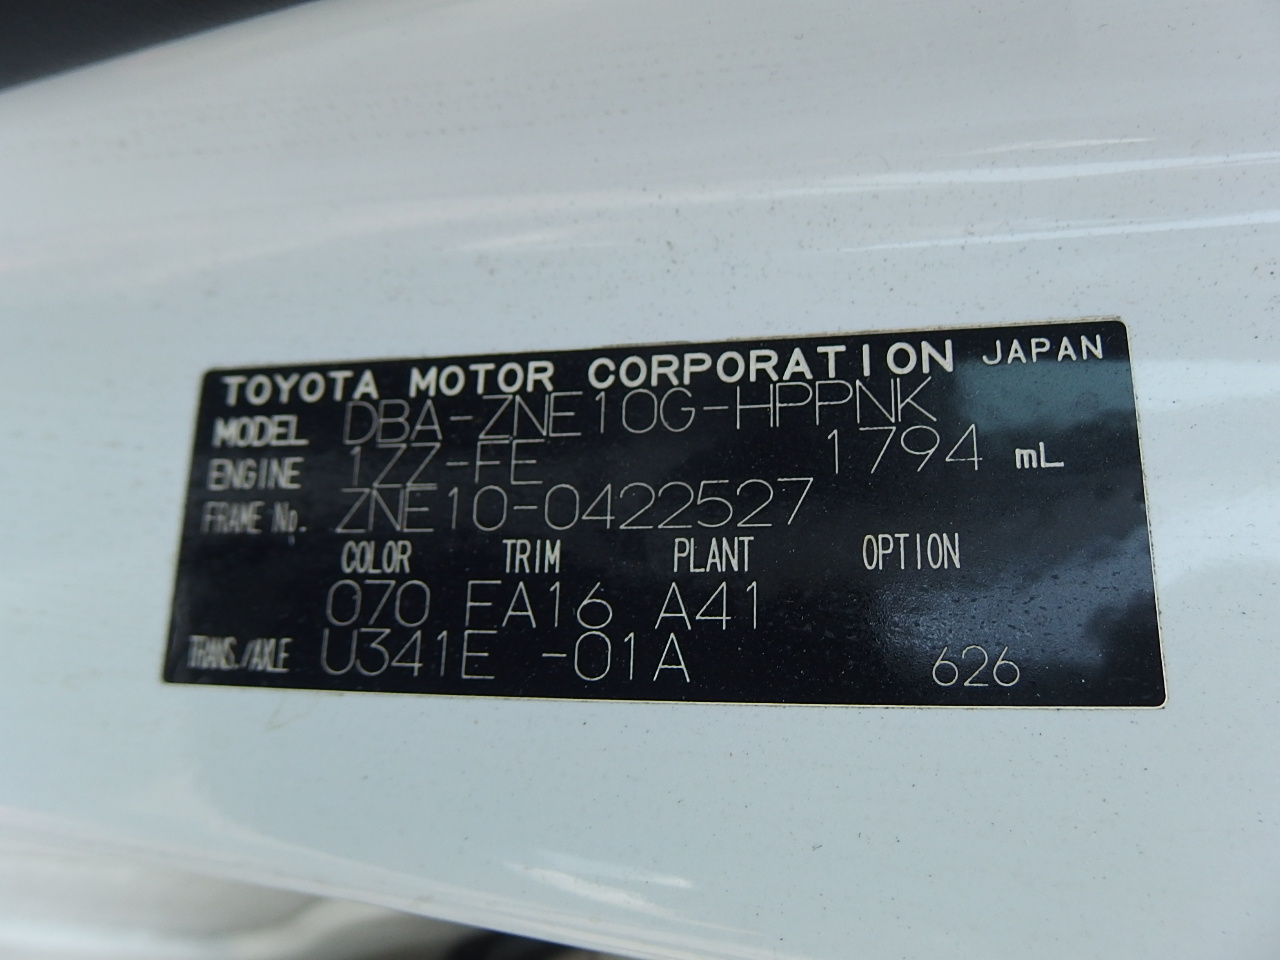 TOYOTA MOTOR CORPORATION JAPAN
MODEL DBA-ZNE10G-HPPNK
ENGINE 1ZZ-FE 1794 mL
FRAME No. ZNE10-0422527
COLOR TRIM PLANT OPTION
070 EA16 A41
TRANS./AXLE U341E -01A 626